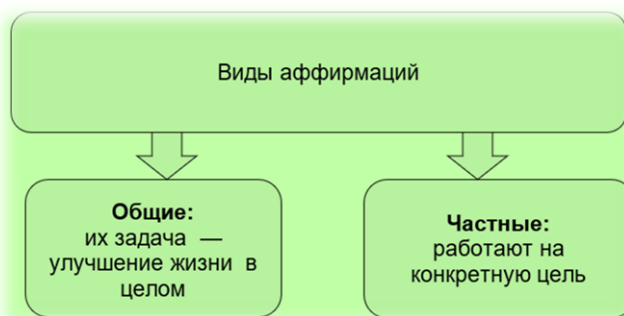 Виды аффирмаций
Общие:
их задача —
улучшение жизни в
целом
Частные:
работают на
конкретную цель